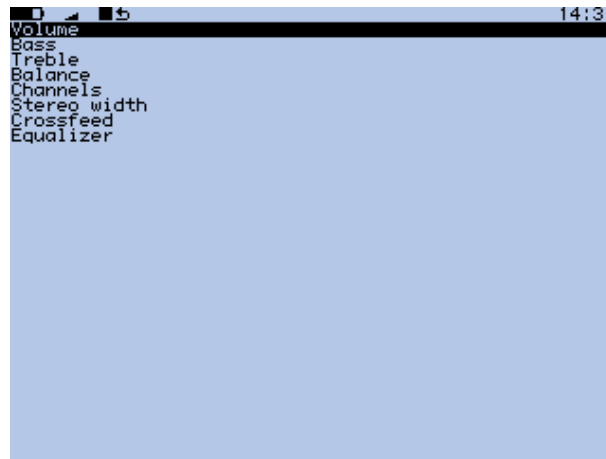 14:3
Volume
Bass
Treble
Balance
Channels
Stereo width
Crossfeed
Equalizer